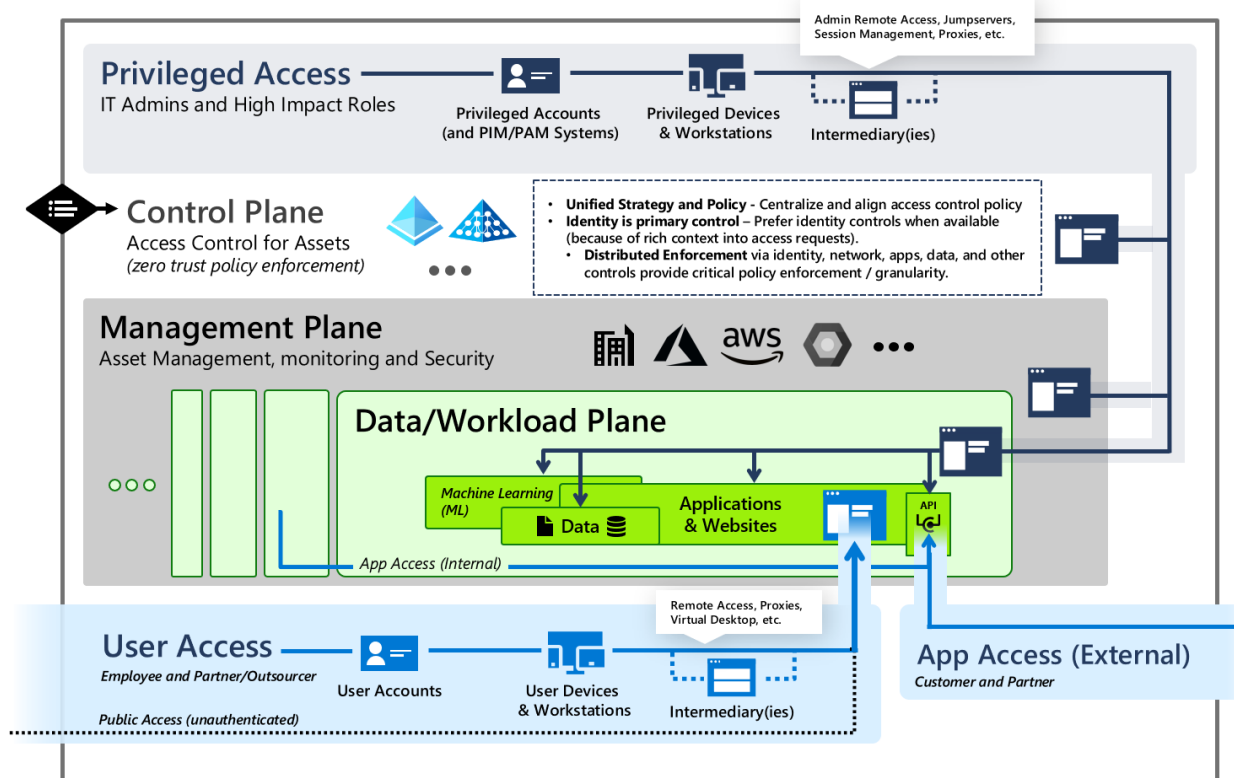 Admin Remote Access, Jumpservers,
Session Management, Proxies, etc.
Privileged Access
IT Admins and High Impact Roles
Privileged Accounts
(and PIM/PAM Systems)
Privileged Devices
& Workstations
Intermediary(ies)
Control Plane
Access Control for Assets
(zero trust policy enforcement)
• Unified Strategy and Policy - Centralize and align access control policy
• Identity is primary control – Prefer identity controls when available
(because of rich context into access requests).
• Distributed Enforcement via identity, network, apps, data, and other
controls provide critical policy enforcement / granularity.
Management Plane
Asset Management, monitoring and Security
aws
Data/Workload Plane
Machine Learning
(ML)
Data
Applications
& Websites
API
App Access (Internal)
Remote Access, Proxies,
Virtual Desktop, etc.
User Access
Employee and Partner/Outsourcer
User Accounts
User Devices
& Workstations
Intermediary(ies)
Public Access (unauthenticated)
App Access (External)
Customer and Partner